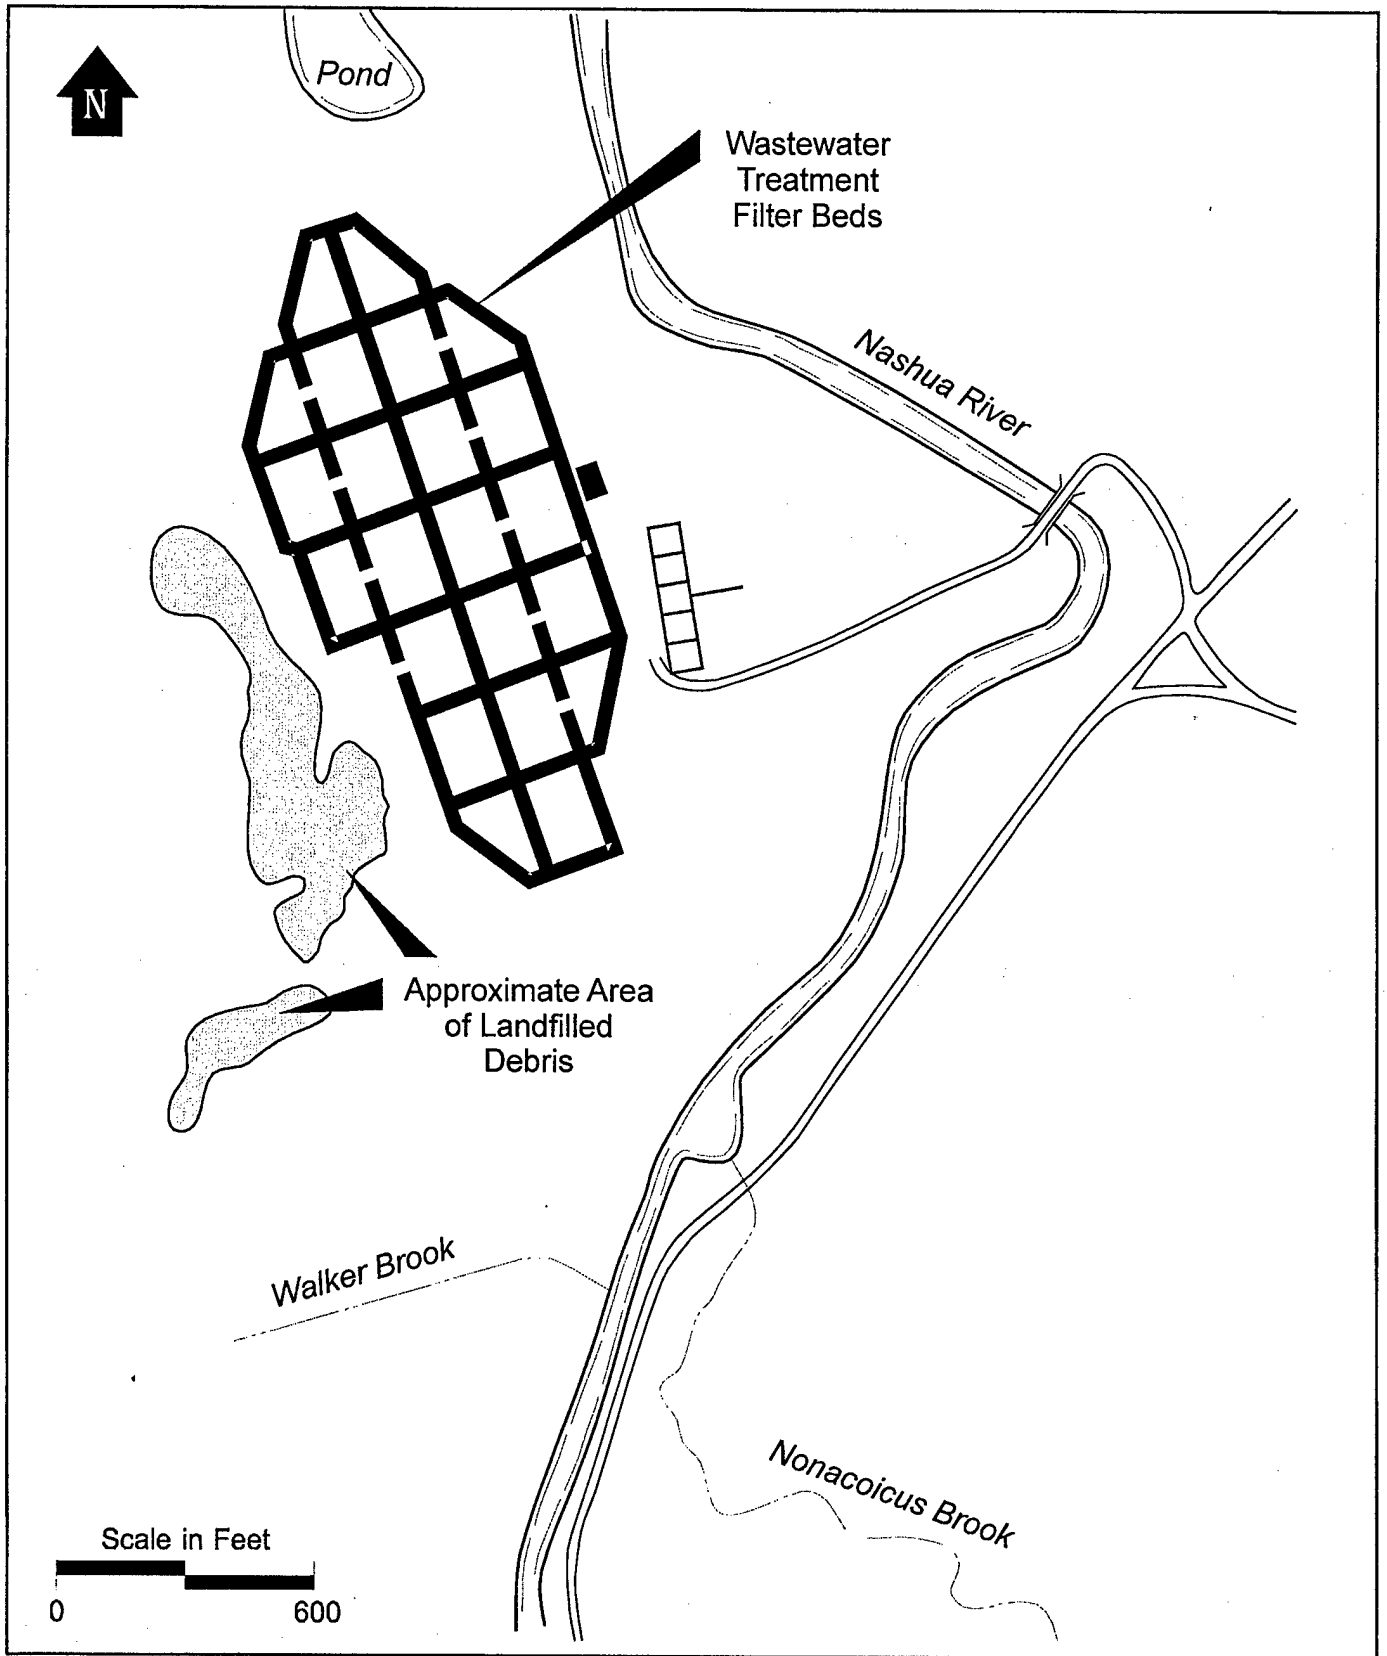 N
Pond
Wastewater
Treatment
Filter Beds
Nashua River
Approximate Area
of Landfilled
Debris
Walker Brook
Nonacoicus Brook
Scale in Feet
0 600